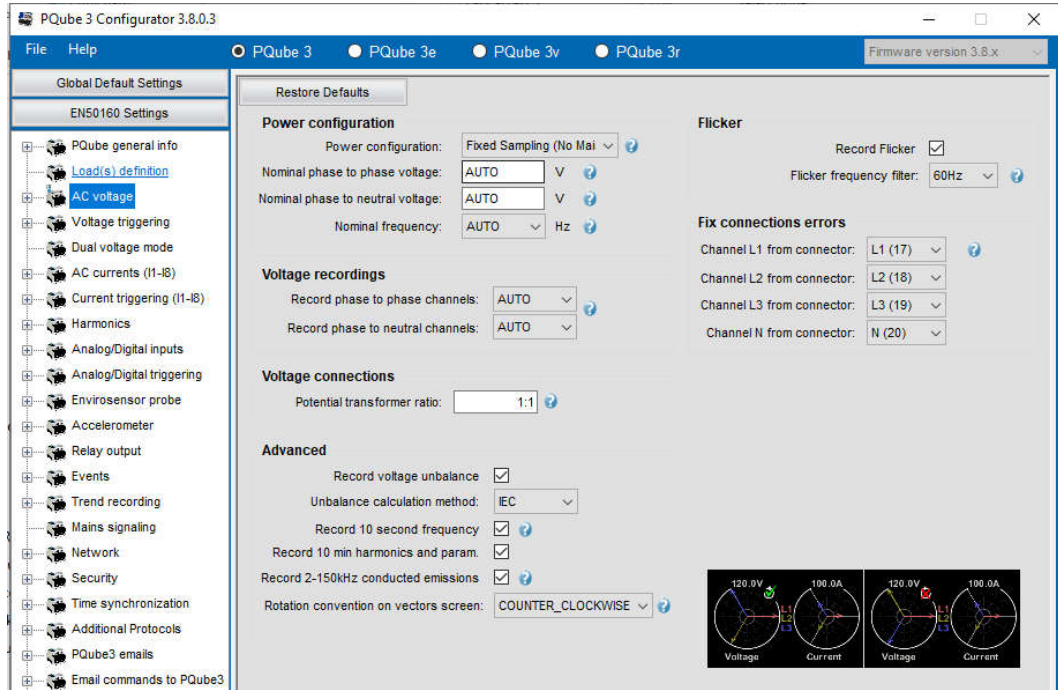 PQube 3 Configurator 3.8.0.3
File Help
PQube 3 PQube 3e PQube 3v PQube 3r
Firmware version 3.8.x
Global Default Settings
EN50160 Settings
PQube general info
Load(s) definition
AC voltage
Voltage triggering
Dual voltage mode
AC currents (I1-I8)
Current triggering (I1-I8)
Harmonics
Analog/Digital inputs
Analog/Digital triggering
Envirosensor probe
Accelerometer
Relay output
Events
Trend recording
Mains signaling
Network
Security
Time synchronization
Additional Protocols
PQube3 emails
Email commands to PQube3
Restore Defaults
Power configuration
Power configuration: Fixed Sampling (No Mai
Nominal phase to phase voltage: AUTO V
Nominal phase to neutral voltage: AUTO V
Nominal frequency: AUTO Hz
Voltage recordings
Record phase to phase channels: AUTO
Record phase to neutral channels: AUTO
Voltage connections
Potential transformer ratio: 1:1
Advanced
Record voltage unbalance
Unbalance calculation method: IEC
Record 10 second frequency
Record 10 min harmonics and param.
Record 2-150kHz conducted emissions
Rotation convention on vectors screen: COUNTER_CLOCKWISE
Flicker
Record Flicker
Flicker frequency filter: 60Hz
Fix connections errors
Channel L1 from connector: L1 (17)
Channel L2 from connector: L2 (18)
Channel L3 from connector: L3 (19)
Channel N from connector: N (20)
120.0V 100.0A 120.0V 100.0A
L1 L1
L2 L2
L3 L3
Voltage Current Voltage Current